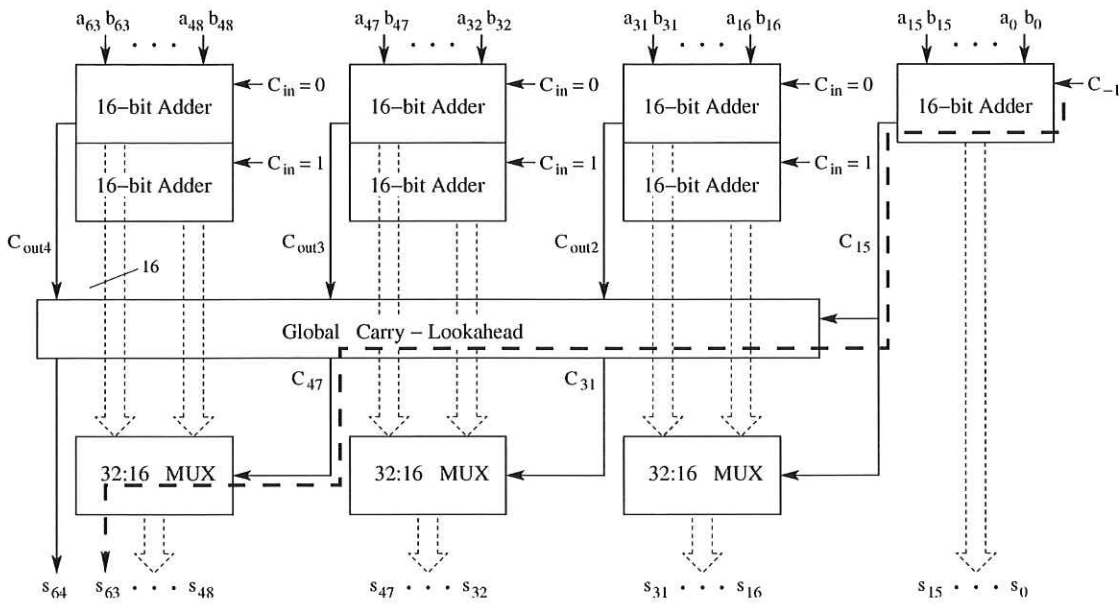 a63 b63 · · · a48 b48 a47 b47 · · · a32 b32 a31 b31 · · · a16 b16 a15 b15 · · · a0 b0
Cin = 0 Cin = 0 Cin = 0 C−1
16−bit Adder 16−bit Adder 16−bit Adder 16−bit Adder
Cin = 1 Cin = 1 Cin = 1
16−bit Adder 16−bit Adder 16−bit Adder
Cout4 Cout3 Cout2 C15
16
Global Carry − Lookahead
C47 C31
32:16 MUX 32:16 MUX 32:16 MUX
s64 s63 · · · s48 s47 · · · s32 s31 · · · s16 s15 · · · s0